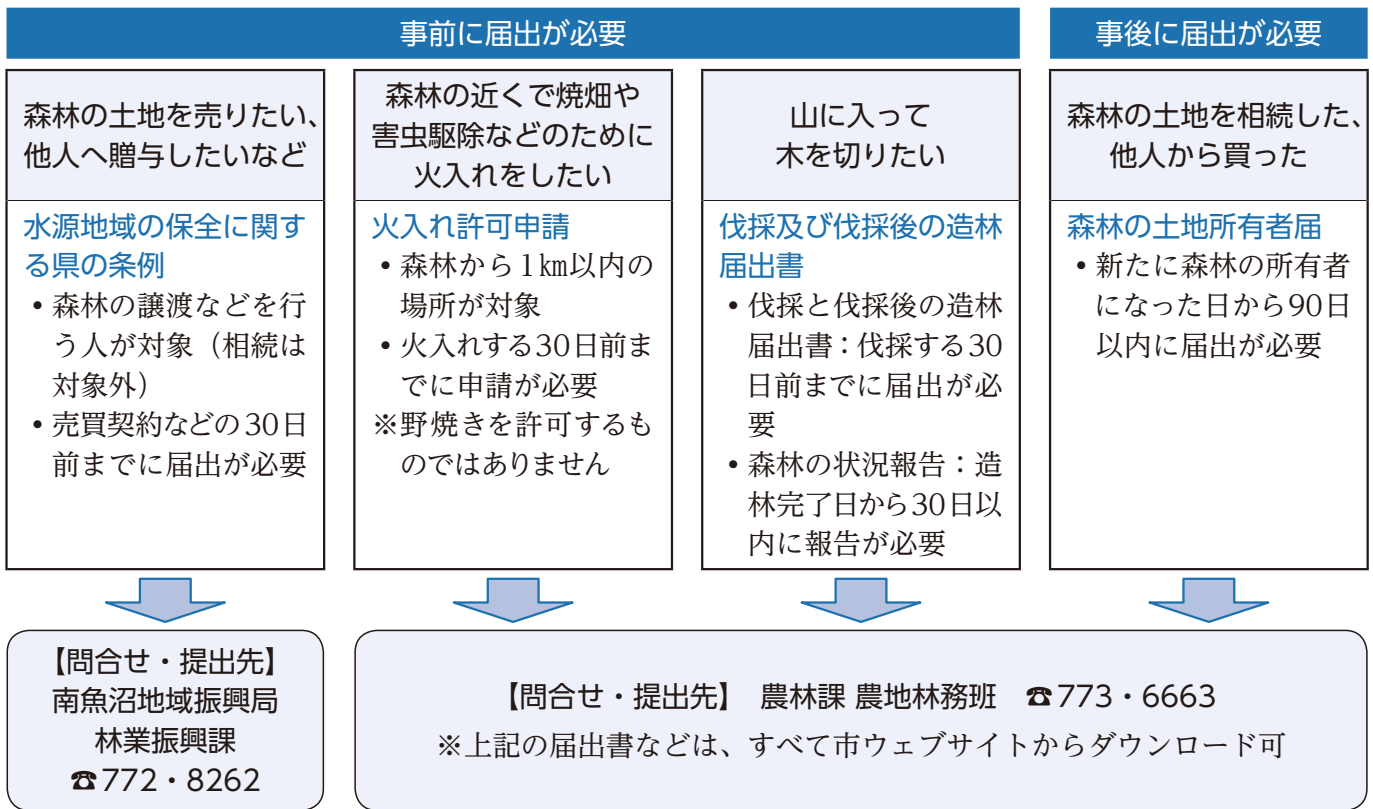 事前に届出が必要
事後に届出が必要
森林の土地を売りたい、
他人へ贈与したいなど
水源地域の保全に関す
る県の条例
• 森林の譲渡などを行
う人が対象（相続は
対象外）
• 売買契約などの30日
前までに届出が必要
森林の近くで焼畑や
害虫駆除などのために
火入れをしたい
火入れ許可申請
• 森林から1㎞以内の
場所が対象
• 火入れする30日前ま
でに申請が必要
※野焼きを許可するも
のではありません
山に入って
木を切りたい
伐採及び伐採後の造林
届出書
• 伐採と伐採後の造林
届出書：伐採する30
日前までに届出が必
要
• 森林の状況報告：造
林完了日から30日以
内に報告が必要
森林の土地を相続した、
他人から買った
森林の土地所有者届
• 新たに森林の所有者
になった日から90日
以内に届出が必要
【問合せ・提出先】
南魚沼地域振興局
林業振興課
☎772・8262
【問合せ・提出先】 農林課 農地林務班 ☎773・6663
※上記の届出書などは、すべて市ウェブサイトからダウンロード可